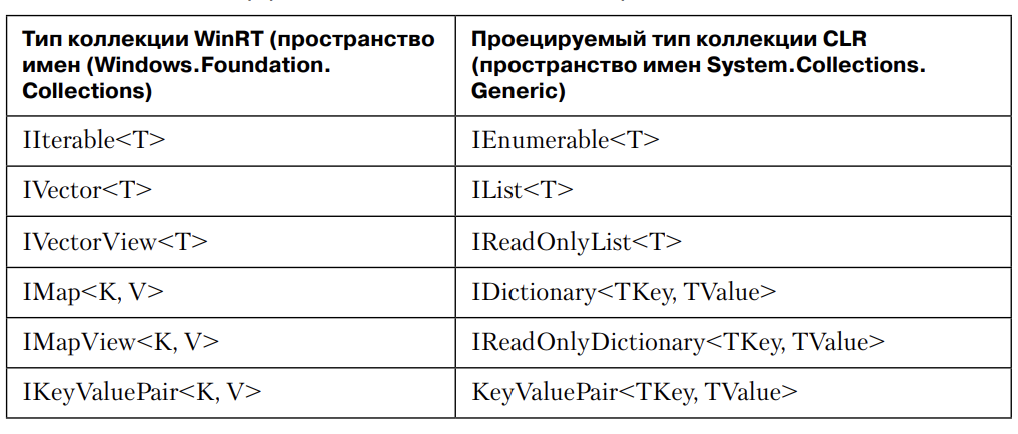 Тип коллекции WinRT (пространство
имен (Windows.Foundation.
Collections)
Проецируемый тип коллекции CLR
(пространство имен System.Collections.
Generic)
IIterable<T>
IEnumerable<T>
IVector<T>
IList<T>
IVectorView<T>
IReadOnlyList<T>
IMap<K, V>
IDictionary<TKey, TValue>
IMapView<K, V>
IReadOnlyDictionary<TKey, TValue>
IKeyValuePair<K, V>
KeyValuePair<TKey, TValue>